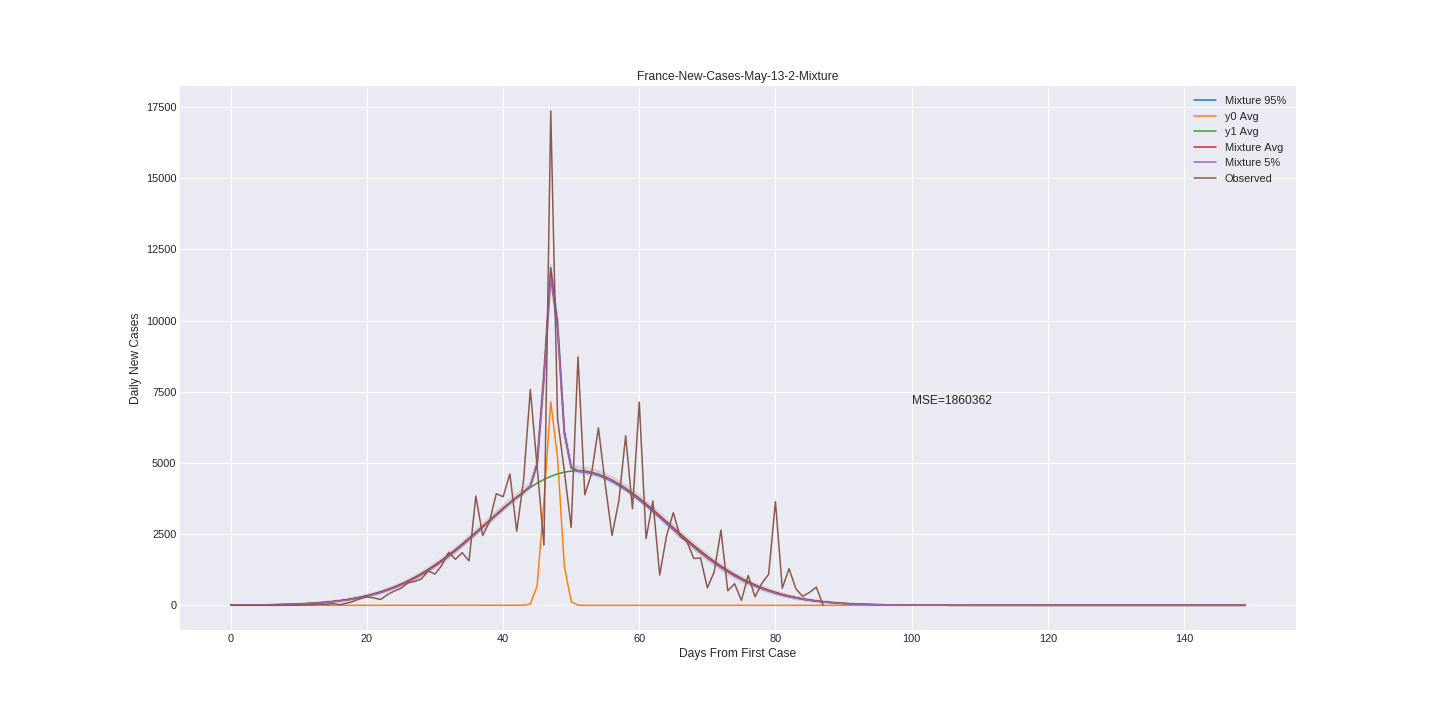 France-New-Cases-May-13-2-Mixture
Mixture 95%
y0 Avg
y1 Avg
Mixture Avg
Mixture 5%
Observed
Daily New Cases
17500
15000
12500
10000
7500
5000
2500
0
MSE=1860362
0 20 40 60 80 100 120 140
Days From First Case